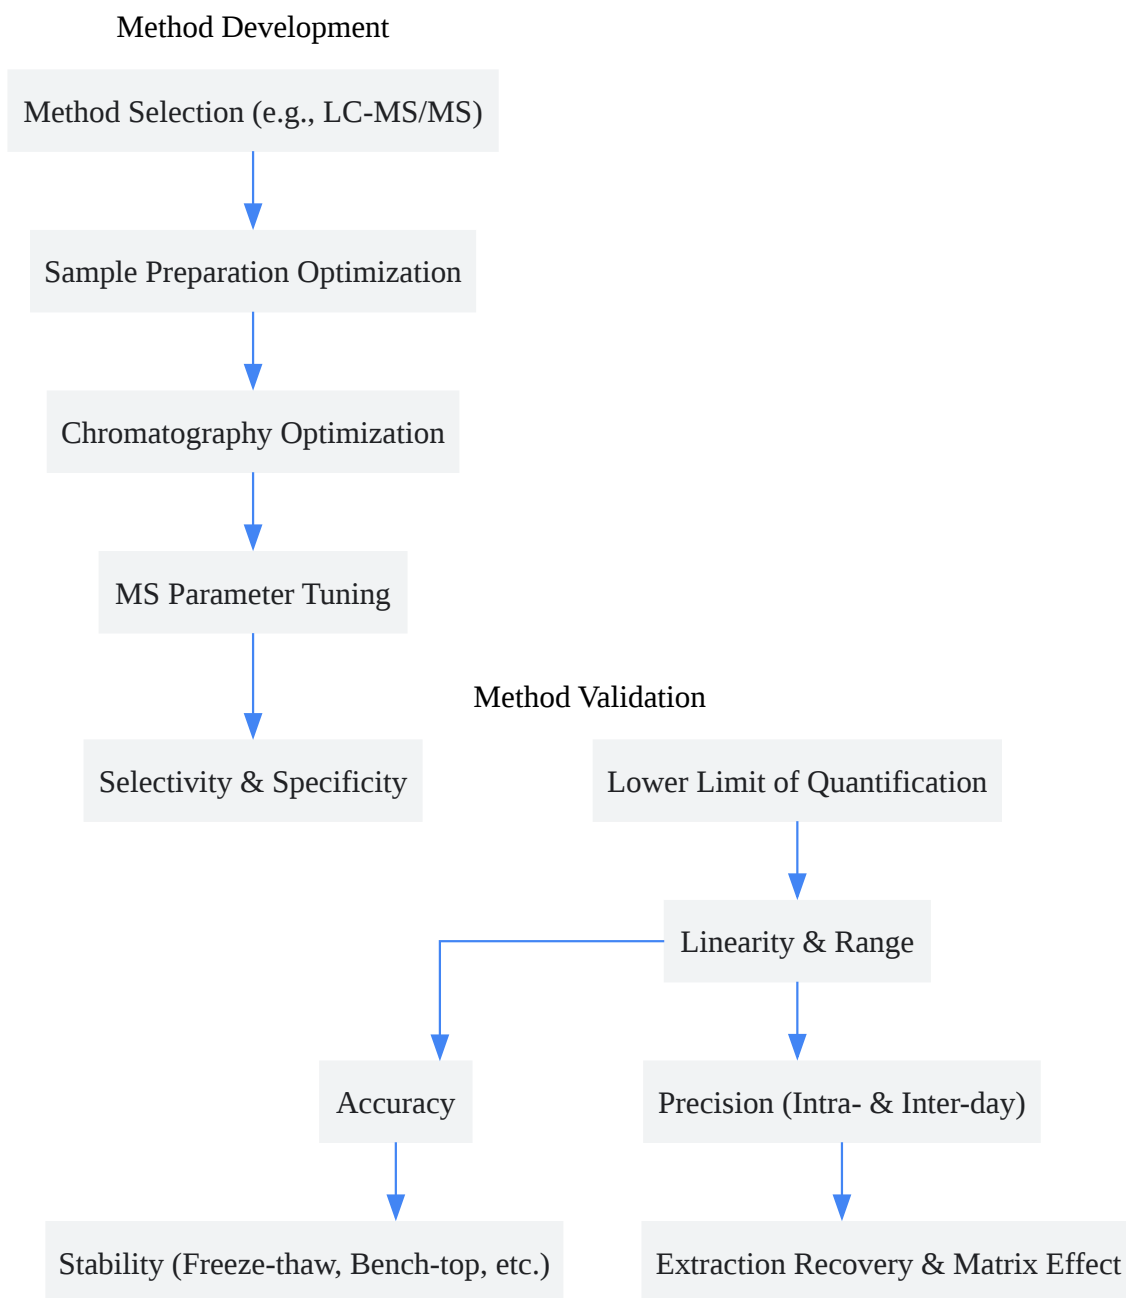 Method Development
Method Selection (e.g., LC-MS/MS)
Sample Preparation Optimization
Chromatography Optimization
MS Parameter Tuning
Method Validation
Selectivity & Specificity
Lower Limit of Quantification
Linearity & Range
Accuracy
Precision (Intra- & Inter-day)
Stability (Freeze-thaw, Bench-top, etc.)
Extraction Recovery & Matrix Effect